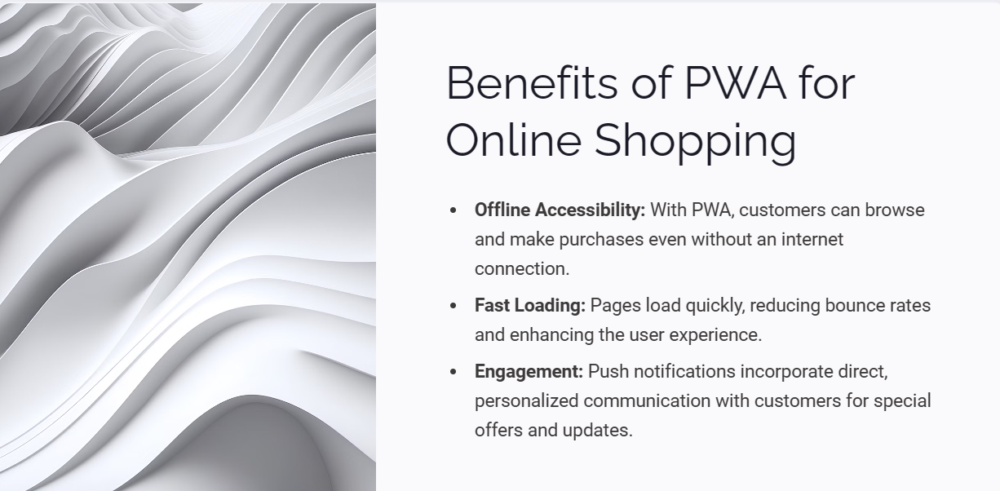 Benefits of PWA for
Online Shopping
• Offline Accessibility: With PWA, customers can browse
and make purchases even without an internet
connection.
• Fast Loading: Pages load quickly, reducing bounce rates
and enhancing the user experience.
• Engagement: Push notifications incorporate direct,
personalized communication with customers for special
offers and updates.